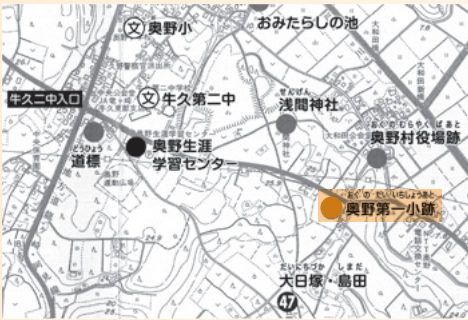 おみたらしの池
文 奥野小
牛久二中入口
文 牛久第二中
せんげん
浅間神社
おくのむらやくばあと
奥野村役場跡
どうひょう
道標
奥野生涯
学習センター
おくのだいいちしょうあと
奥野第一小跡
だいにちづか しまだ
大日塚・島田
47